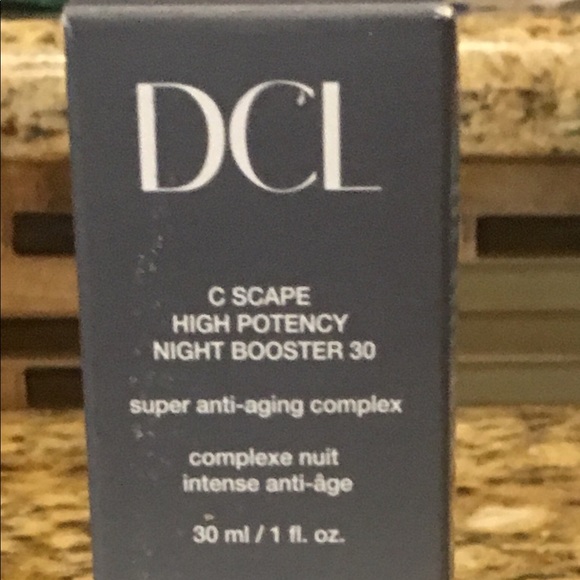 DCL
C SCAPE
HIGH POTENCY
NIGHT BOOSTER 30
super anti-aging complex
complexe nuit
intense anti-âge
30 ml / 1 fl. oz.